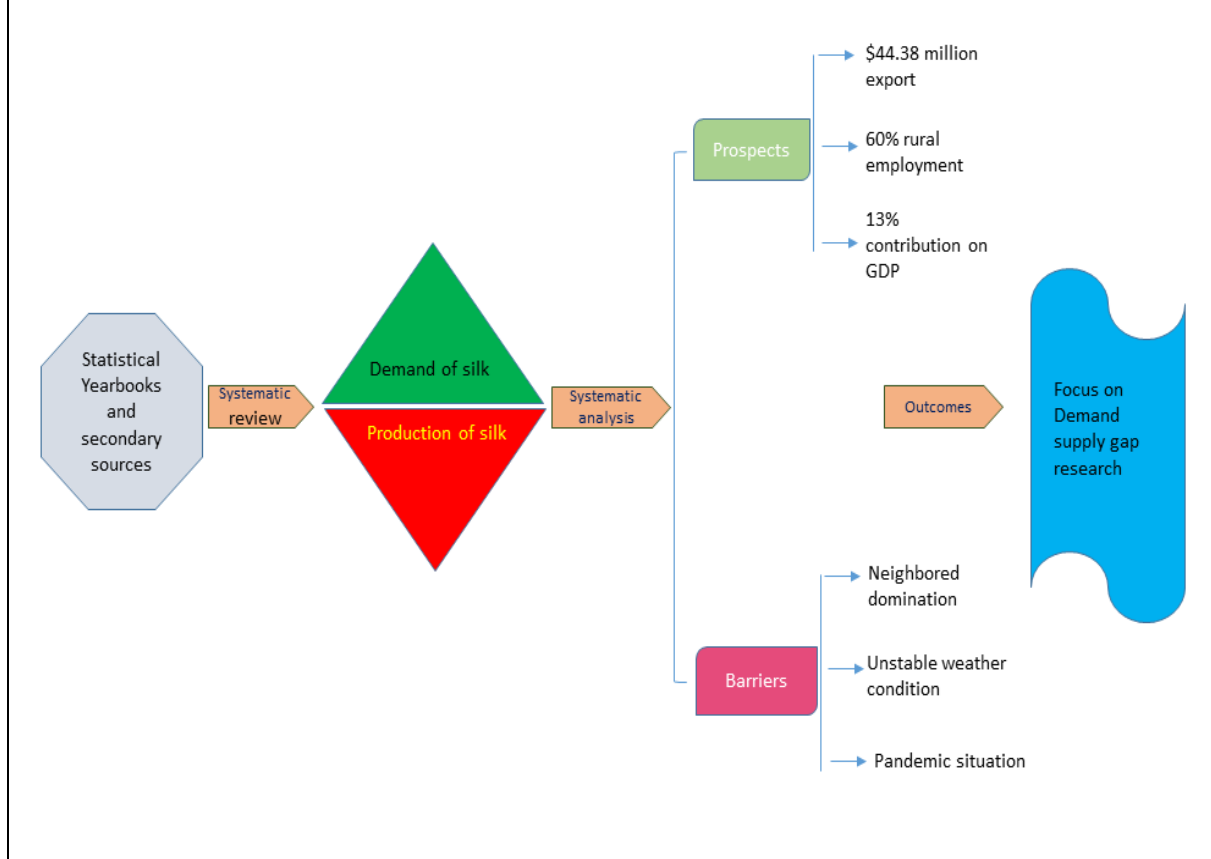 Statistical
Yearbooks
and
secondary
sources
Systematic
review
Demand of silk
Production of silk
Systematic
analysis
Prospects
$44.38 million
export
60% rural
employment
13%
contribution on
GDP
Barriers
Neighbored
domination
Unstable weather
condition
Pandemic situation
Outcomes
Focus on
Demand
supply gap
research